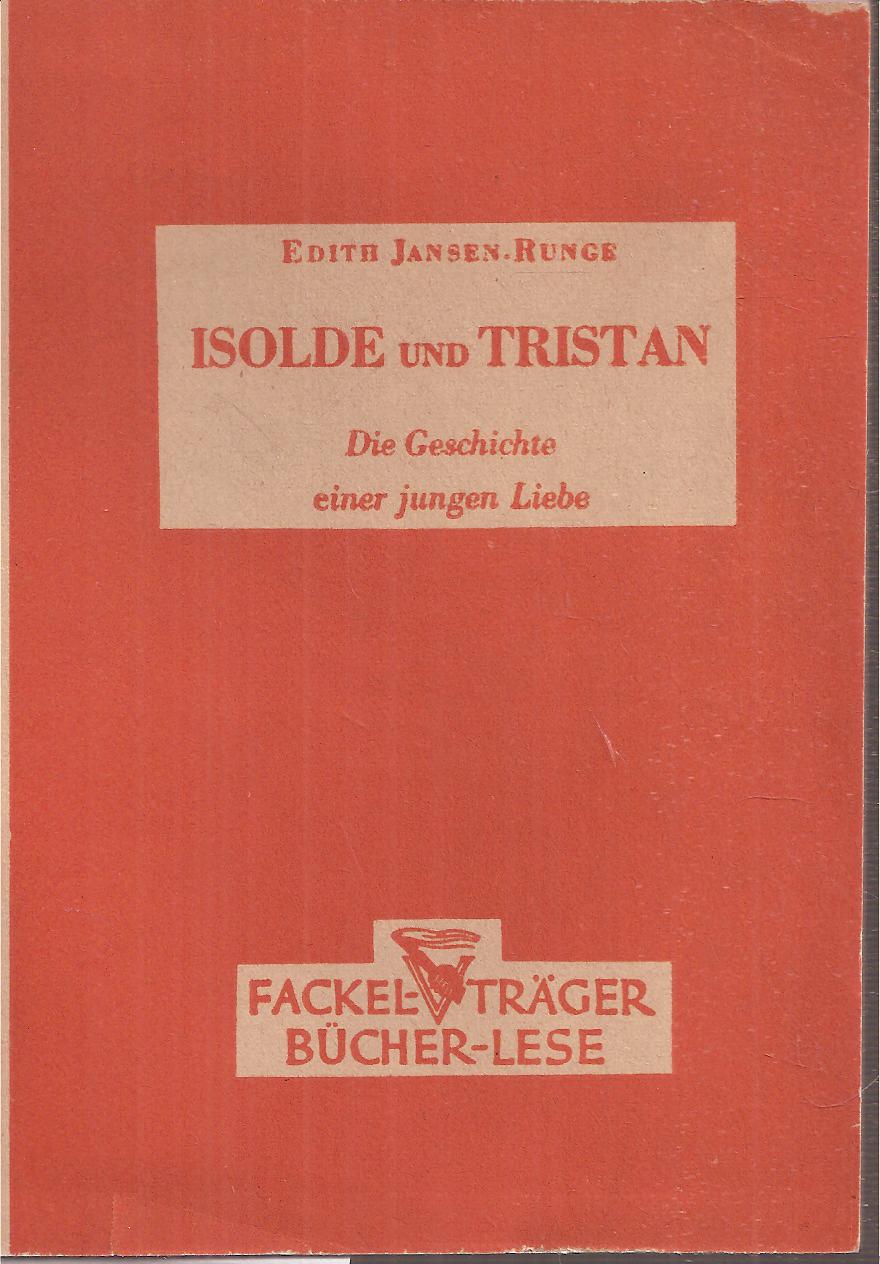 EDITH JANSEN-RUNGE
ISOLDE UND TRISTAN
Die Geschichte
einer jungen Liebe
FACKEL-TRÄGER
BÜCHER-LESE